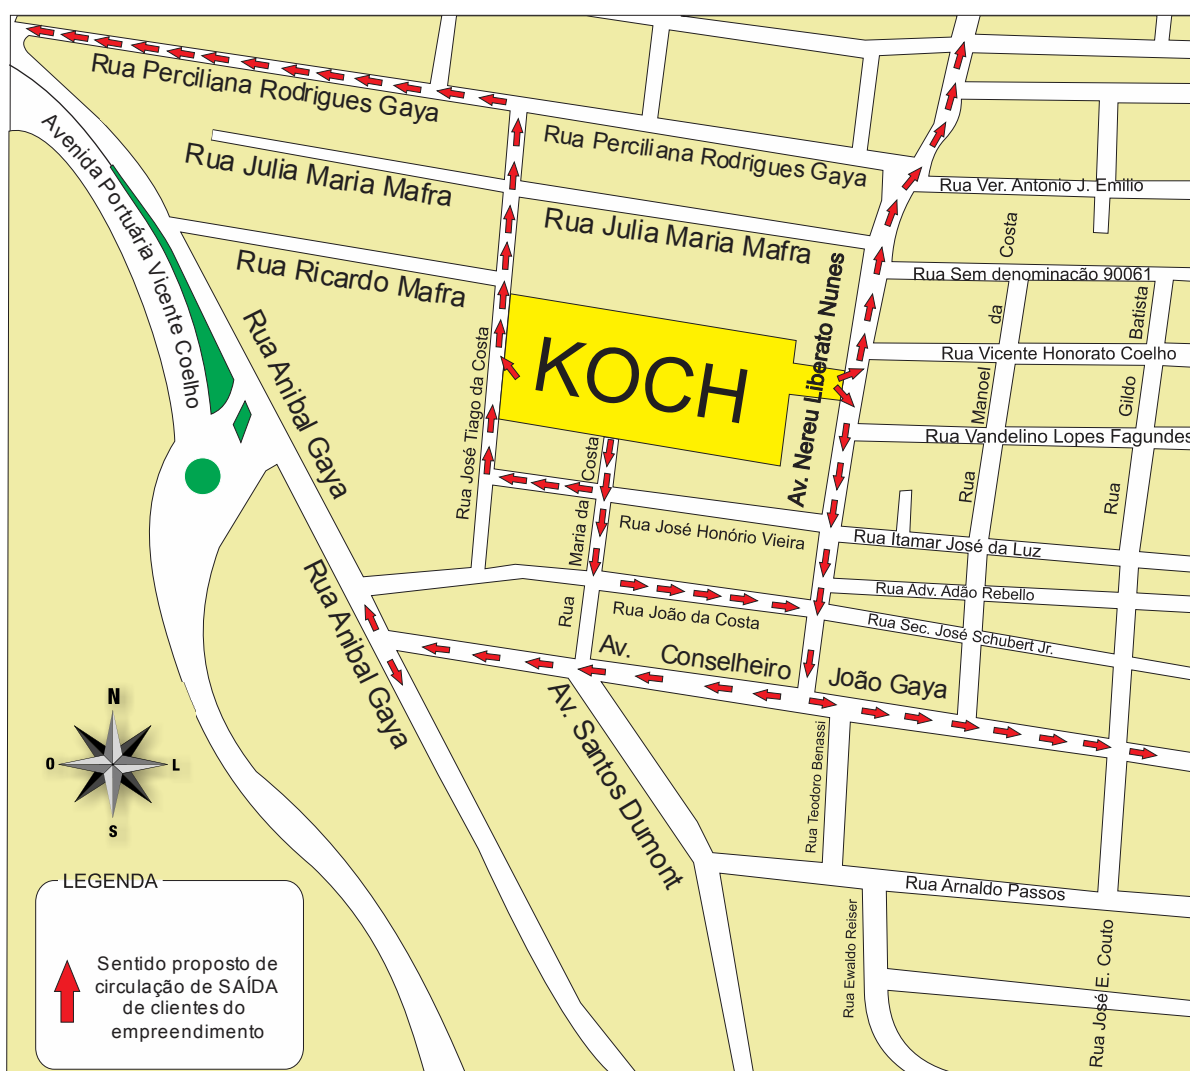 Rua Perciliana Rodrigues Gaya
Rua Perciliana Rodrigues Gaya
Avenida Portuária Vicente Coelho
Rua Julia Maria Mafra
Rua Julia Maria Mafra
Rua Ver. Antonio J. Emilio
Rua Ricardo Mafra
Rua Sem denominacão 90061
Rua Manoel da Costa
Rua Gildo Batista
Rua Anibal Gaya
Av. Nereu Liberato Nunes
Rua Vicente Honorato Coelho
KOCH
Rua José Tiago da Costa
Rua Vandelino Lopes Fagundes
Rua Maria da Costa
Rua José Honório Vieira
Rua Itamar José da Luz
Rua Anibal Gaya
Rua João da Costa
Rua Adv. Adão Rebello
Rua Sec. José Schubert Jr.
Av. Conselheiro João Gaya
Av. Santos Dumont
Rua Teodoro Benassi
Rua Arnaldo Passos
Rua Ewaldo Reiser
Rua José E. Couto
N
O
L
S
LEGENDA
Sentido proposto de
circulação de SAÍDA
de clientes do
empreendimento